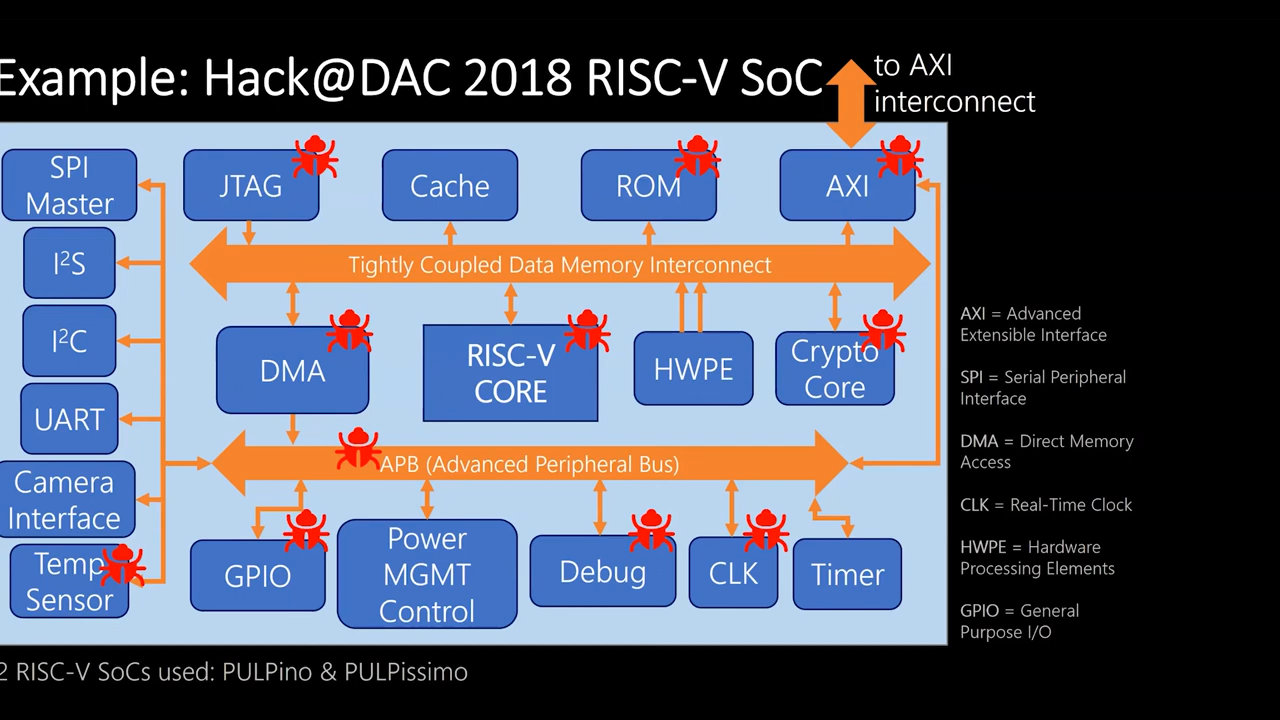 Example: Hack@DAC 2018 RISC-V SoC
to AXI
interconnect
SPI
Master
JTAG
Cache
ROM
AXI
I²S
Tightly Coupled Data Memory Interconnect
I²C
DMA
RISC-V
CORE
HWPE
Crypto
Core
UART
APB (Advanced Peripheral Bus)
Camera
Interface
Temp
Sensor
GPIO
Power
MGMT
Control
Debug
CLK
Timer
AXI = Advanced
Extensible Interface
SPI = Serial Peripheral
Interface
DMA = Direct Memory
Access
CLK = Real-Time Clock
HWPE = Hardware
Processing Elements
GPIO = General
Purpose I/O
2 RISC-V SoCs used: PULPino & PULPissimo